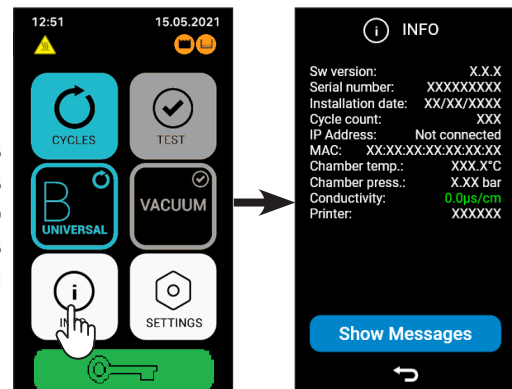 12:51 15.05.2021
CYCLES TEST
B
UNIVERSAL
VACUUM
i
SETTINGS
i INFO
Sw version: X.X.X
Serial number: XXXXXXXXX
Installation date: XX/XX/XXXX
Cycle count: XXX
IP Address: Not connected
MAC: XX:XX:XX:XX:XX:XX:XX
Chamber temp.: XXX.X°C
Chamber press.: X.XX bar
Conductivity: 0.0µs/cm
Printer: XXXXXX
Show Messages